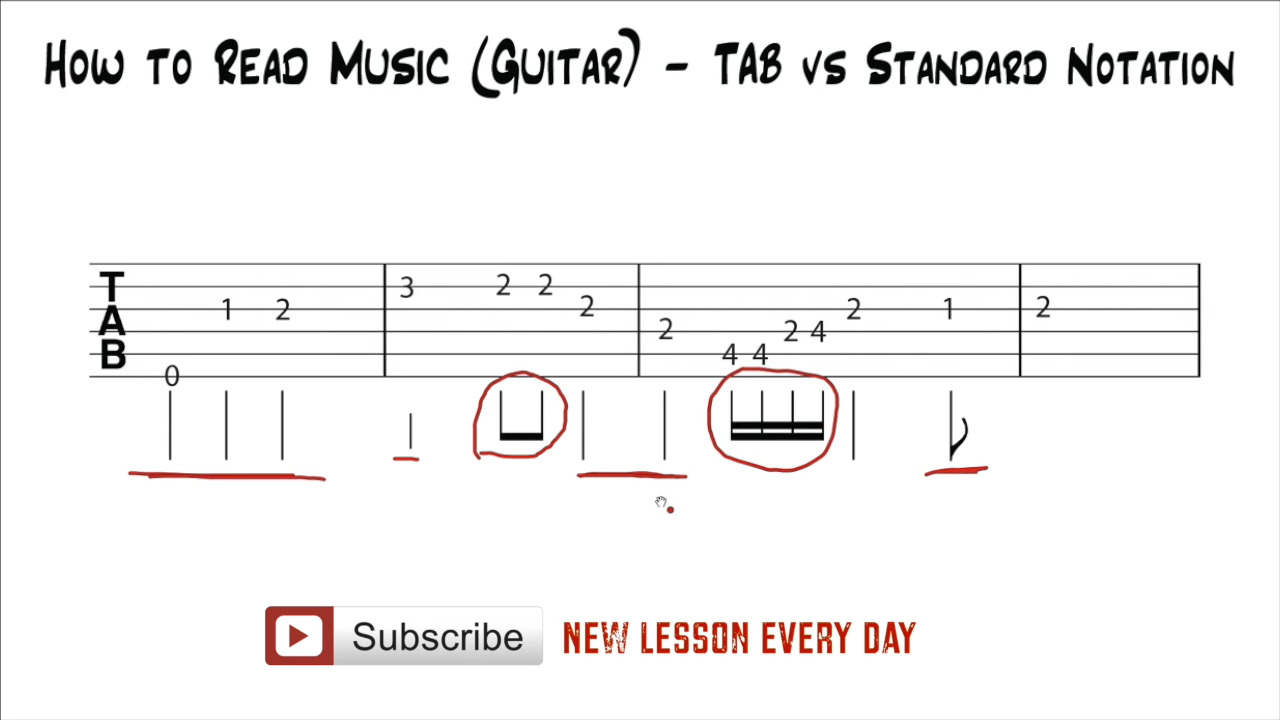 How to Read Music (Guitar) - TAB vs Standard Notation
T
A
B
0 1 2 3 2 2 2 2 4 4 2 4 2 1 2
Subscribe NEW LESSON EVERY DAY